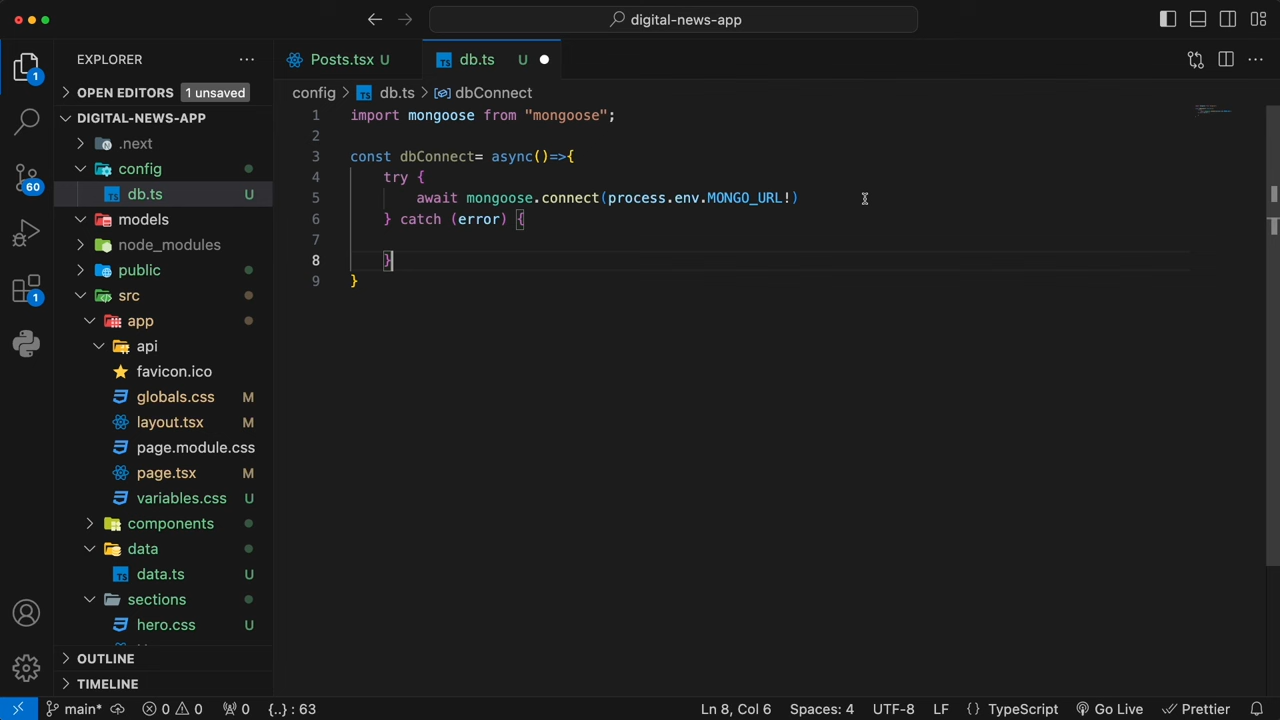 digital-news-app
EXPLORER
Posts.tsx U
db.ts U
OPEN EDITORS 1 unsaved
config > db.ts > dbConnect
DIGITAL-NEWS-APP
.next
config
db.ts U
models
node_modules
public
src
app
api
favicon.ico
globals.css M
layout.tsx M
page.module.css
page.tsx M
variables.css U
components
data
data.ts U
sections
hero.css U
OUTLINE
TIMELINE
1
60
1
1 import mongoose from "mongoose";
2
3 const dbConnect= async()=>{
4 try {
5 await mongoose.connect(process.env.MONGO_URL!)
6 } catch (error) {
7
8 }
9 }
main* 0 0 0 {..} : 63 Ln 8, Col 6 Spaces: 4 UTF-8 LF {} TypeScript Go Live Prettier